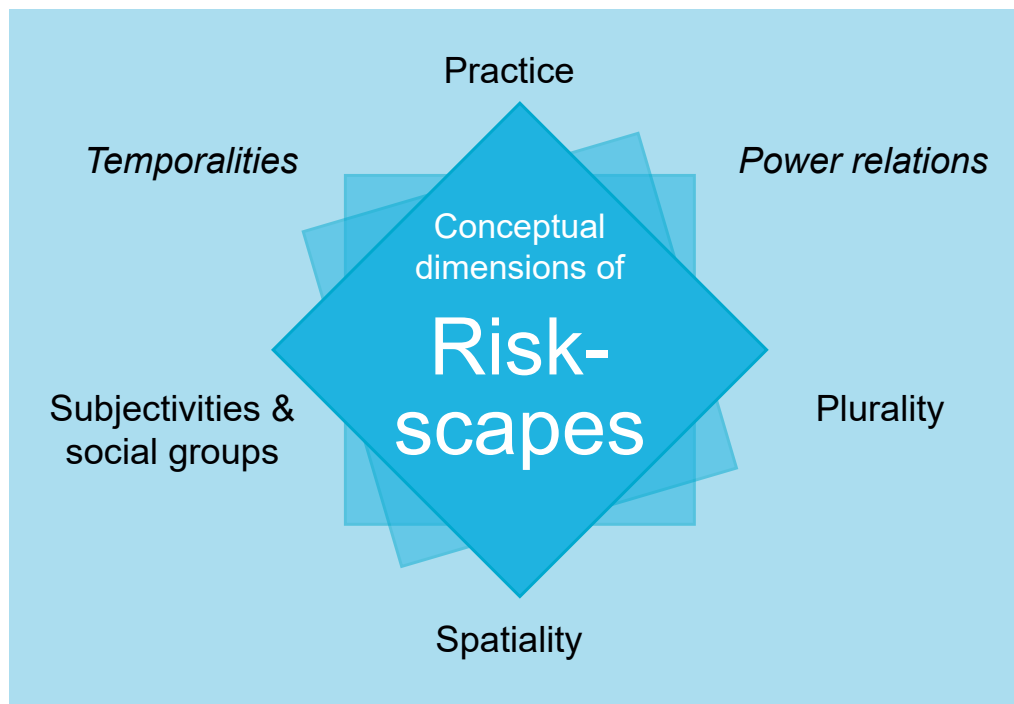 Practice
Temporalities
Power relations
Conceptual
dimensions of
Risk-
scapes
Subjectivities &
social groups
Plurality
Spatiality